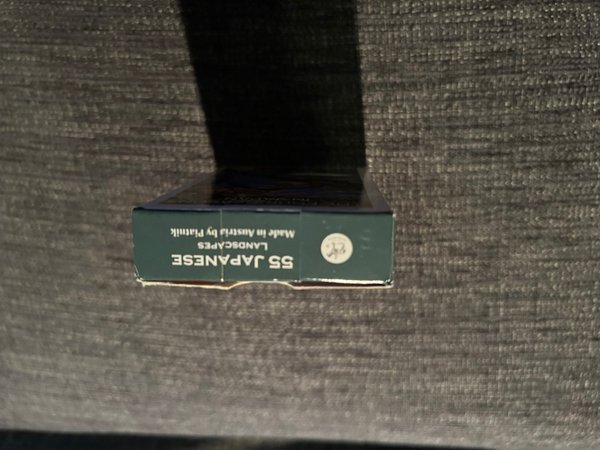 55 JAPANESE
LANDSCAPES
Made in Austria by Piatnik